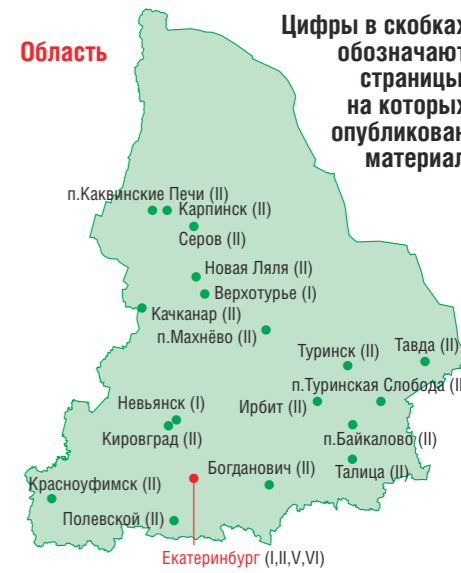 Область
Цифры в скобках
обозначают
страницы,
на которых
опубликован
материал
п.Каквинские Печи (II)
Карпинск (II)
Серов (II)
Новая Ляля (II)
Верхотурье (I)
Качканар (II)
п.Махнёво (II)
Туринск (II)
Тавда (II)
п.Туринская Слобода (II
Невьянск (I)
Ирбит (II)
Кировград (II)
п.Байкалово (II)
Богданович (II)
Талица (II)
Красноуфимск (II)
Полевской (II)
Екатеринбург (I,II,V,VI)